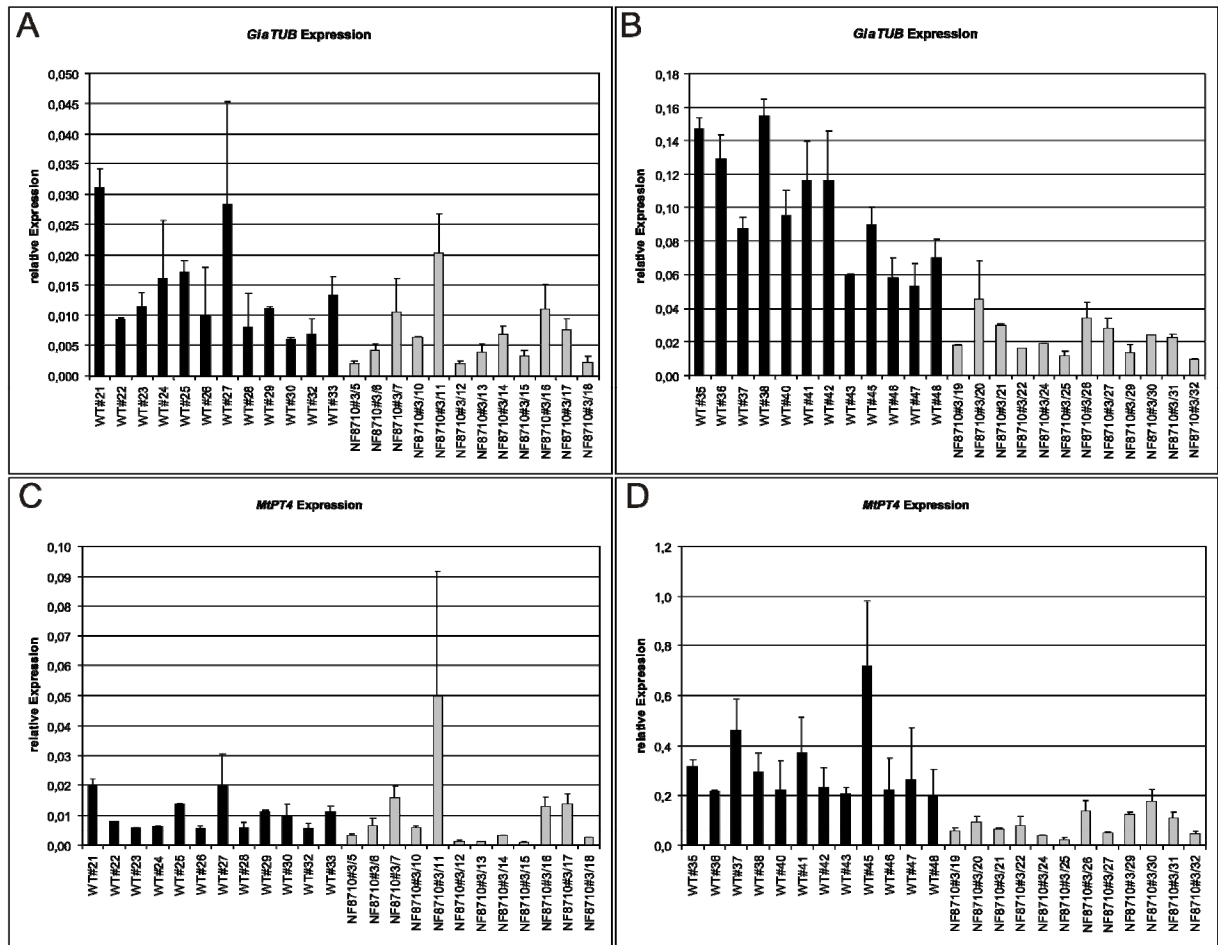 A
GiaTUB Expression
relative Expression
0,050
0,045
0,040
0,035
0,030
0,025
0,020
0,015
0,010
0,005
0,000
WT#21
WT#22
WT#23
WT#24
WT#25
WT#26
WT#27
WT#28
WT#29
WT#30
WT#32
WT#33
NF8710#3/5
NF8710#3/6
NF8710#3/7
NF8710#3/10
NF8710#3/11
NF8710#3/12
NF8710#3/13
NF8710#3/14
NF8710#3/15
NF8710#3/16
NF8710#3/17
NF8710#3/18
B
GiaTUB Expression
relative Expression
0,18
0,16
0,14
0,12
0,10
0,08
0,06
0,04
0,02
0,00
WT#35
WT#36
WT#37
WT#38
WT#40
WT#41
WT#42
WT#43
WT#45
WT#46
WT#47
WT#48
NF8710#3/19
NF8710#3/20
NF8710#3/21
NF8710#3/22
NF8710#3/24
NF8710#3/25
NF8710#3/26
NF8710#3/27
NF8710#3/29
NF8710#3/30
NF8710#3/31
NF8710#3/32
C
MtPT4 Expression
relative Expression
0,10
0,09
0,08
0,07
0,06
0,05
0,04
0,03
0,02
0,01
0,00
WT#21
WT#22
WT#23
WT#24
WT#25
WT#26
WT#27
WT#28
WT#29
WT#30
WT#32
WT#33
NF8710#3/5
NF8710#3/6
NF8710#3/7
NF8710#3/10
NF8710#3/11
NF8710#3/12
NF8710#3/13
NF8710#3/14
NF8710#3/15
NF8710#3/16
NF8710#3/17
NF8710#3/18
D
MtPT4 Expression
relative Expression
1,2
1,0
0,8
0,6
0,4
0,2
0,0
WT#35
WT#36
WT#37
WT#38
WT#40
WT#41
WT#42
WT#43
WT#45
WT#46
WT#47
WT#48
NF8710#3/19
NF8710#3/20
NF8710#3/21
NF8710#3/22
NF8710#3/24
NF8710#3/25
NF8710#3/26
NF8710#3/27
NF8710#3/29
NF8710#3/30
NF8710#3/31
NF8710#3/32